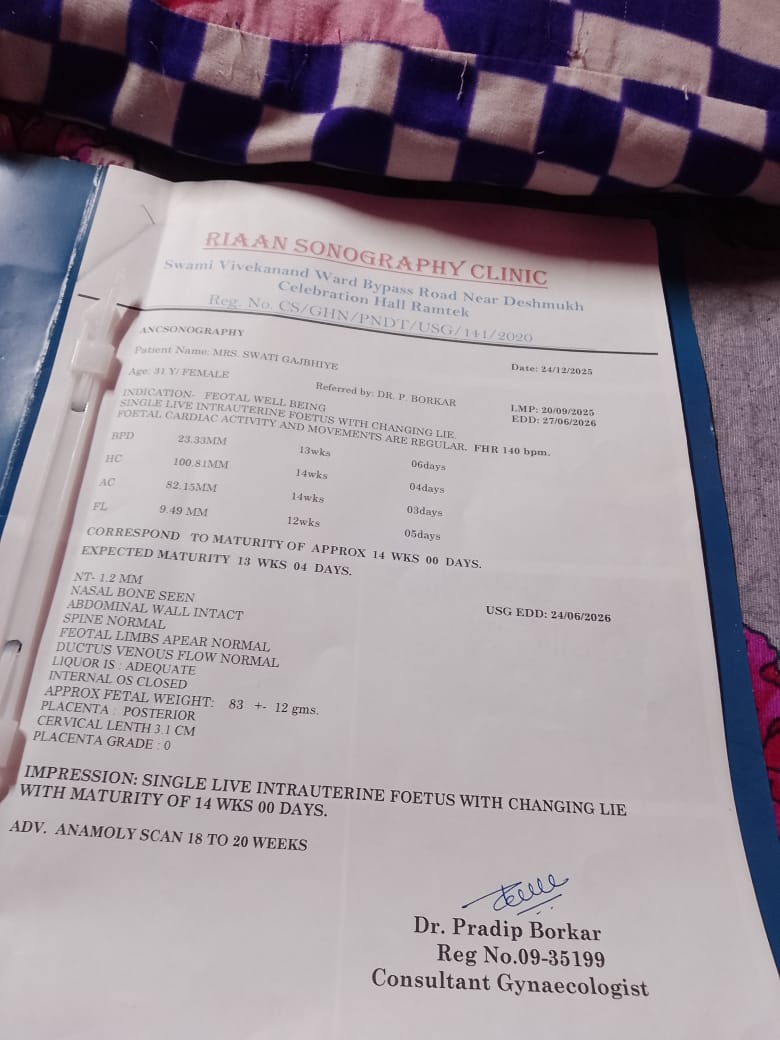 RIAAN SONOGRAPHY CLINIC
Swami Vivekanand Ward Bypass Road Near Deshmukh
Celebration Hall Ramtek
Reg. No. CS/GHN/PNDT/USG/141/2020
ANCSONOGRAPHY
Patient Name: MRS. SWATI GAJBHIYE Date: 24/12/2025
Age: 31 Y/ FEMALE Referred by: DR. P. BORKAR LMP: 20/09/2025
INDICATION- FEOTAL WELL BEING EDD: 27/06/2026
SINGLE LIVE INTRAUTERINE FOETUS WITH CHANGING LIE.
FOETAL CARDIAC ACTIVITY AND MOVEMENTS ARE REGULAR. FHR 140 bpm.
BPD 23.33MM 13wks 06days
HC 100.81MM 14wks 04days
AC 82.15MM 14wks 03days
FL 9.49 MM 12wks 05days
CORRESPOND TO MATURITY OF APPROX 14 WKS 00 DAYS.
EXPECTED MATURITY 13 WKS 04 DAYS.
NT- 1.2 MM USG EDD: 24/06/2026
NASAL BONE SEEN
ABDOMINAL WALL INTACT
SPINE NORMAL
FEOTAL LIMBS APEAR NORMAL
DUCTUS VENOUS FLOW NORMAL
LIQUOR IS : ADEQUATE
INTERNAL OS CLOSED
APPROX FETAL WEIGHT: 83 +- 12 gms.
PLACENTA : POSTERIOR
CERVICAL LENTH 3.1 CM
PLACENTA GRADE : 0
IMPRESSION: SINGLE LIVE INTRAUTERINE FOETUS WITH CHANGING LIE
WITH MATURITY OF 14 WKS 00 DAYS.
ADV. ANAMOLY SCAN 18 TO 20 WEEKS
Dr. Pradip Borkar
Reg No.09-35199
Consultant Gynaecologist